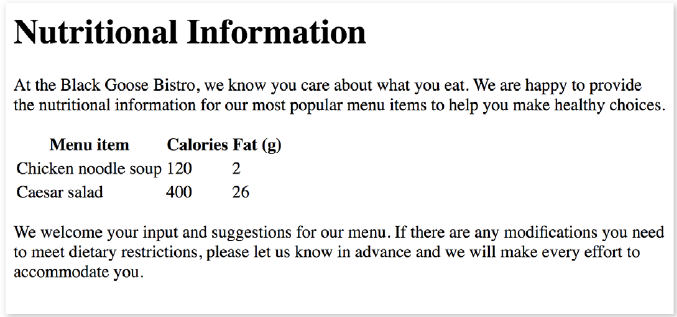 Nutritional Information
At the Black Goose Bistro, we know you care about what you eat. We are happy to provide
the nutritional information for our most popular menu items to help you make healthy choices.
Menu item Calories Fat (g)
Chicken noodle soup 120 2
Caesar salad 400 26
We welcome your input and suggestions for our menu. If there are any modifications you need
to meet dietary restrictions, please let us know in advance and we will make every effort to
accommodate you.